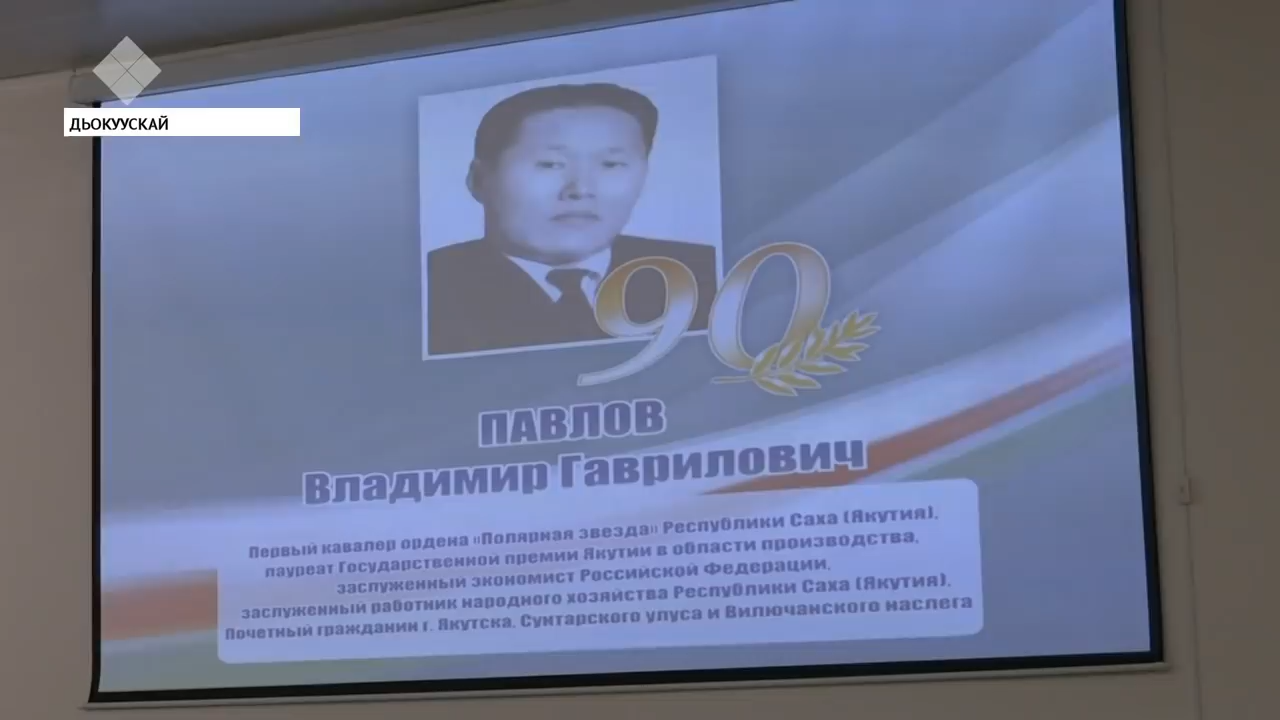 ДЬОКУУСКАЙ
90
ПАВЛОВ
Владимир Гаврилович
Первый кавалер ордена «Полярная звезда» Республики Саха (Якутия),
лауреат Государственной премии Якутии в области производства,
заслуженный экономист Российской Федерации,
заслуженный работник народного хозяйства Республики Саха (Якутия),
Почетный гражданин г. Якутска, Сунтарского улуса и Вилючанского наслега